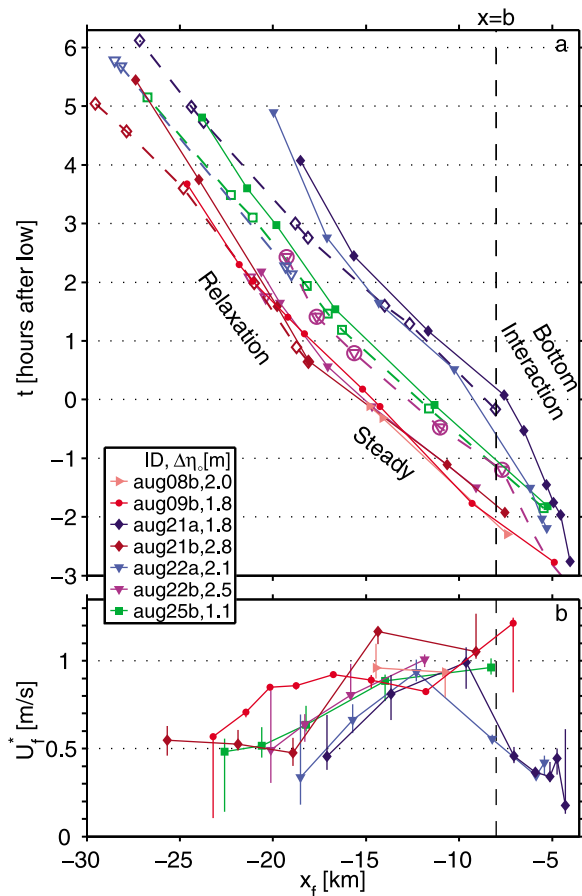 x=b
a
6
5
4
3
2
1
0
−1
−2
−3
t [hours after low]
Relaxation
Steady
Bottom
Interaction
ID, Δηₒ[m]
aug08b,2.0
aug09b,1.8
aug21a,1.8
aug21b,2.8
aug22a,2.1
aug22b,2.5
aug25b,1.1
b
1
0.5
0
U*f [m/s]
−30 −25 −20 −15 −10 −5
xf [km]